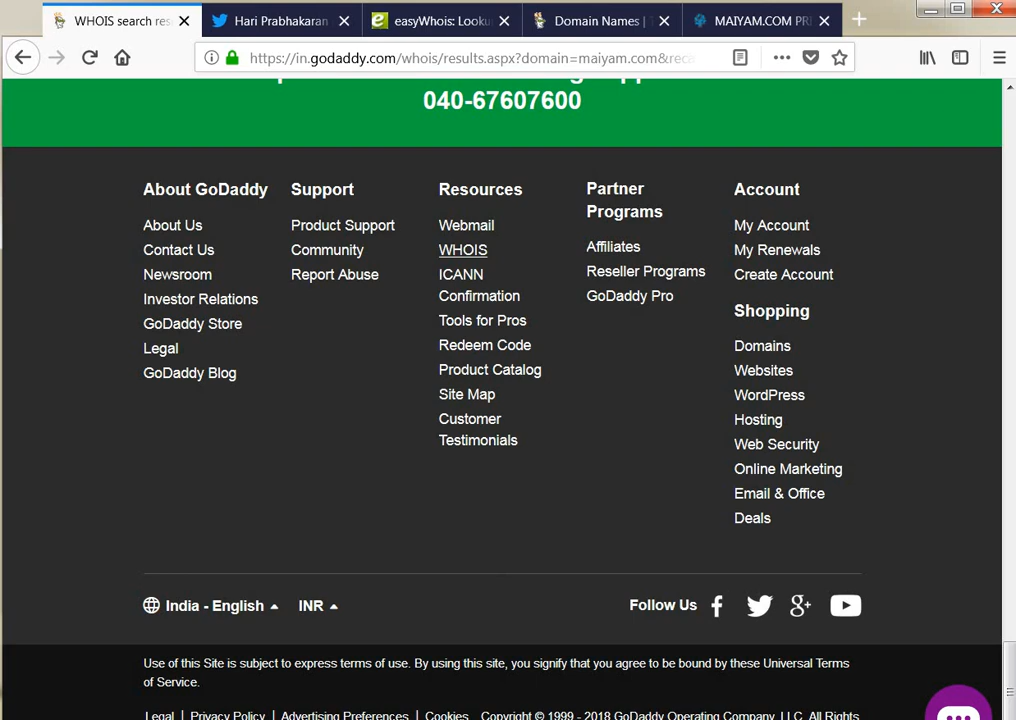 WHOIS search res
Hari Prabhakaran
easyWhois: Looku
Domain Names |
MAIYAM.COM PRI
https://in.godaddy.com/whois/results.aspx?domain=maiyam.com&reca
040-67607600
About GoDaddy
About Us
Contact Us
Newsroom
Investor Relations
GoDaddy Store
Legal
GoDaddy Blog
Support
Product Support
Community
Report Abuse
Resources
Webmail
WHOIS
ICANN
Confirmation
Tools for Pros
Redeem Code
Product Catalog
Site Map
Customer
Testimonials
Partner
Programs
Affiliates
Reseller Programs
GoDaddy Pro
Account
My Account
My Renewals
Create Account
Shopping
Domains
Websites
WordPress
Hosting
Web Security
Online Marketing
Email & Office
Deals
India - English
INR
Follow Us
Use of this Site is subject to express terms of use. By using this site, you signify that you agree to be bound by these Universal Terms
of Service.
Legal | Privacy Policy | Advertising Preferences | Cookies Copyright © 1999 - 2018 GoDaddy Operating Company, LLC. All Rights